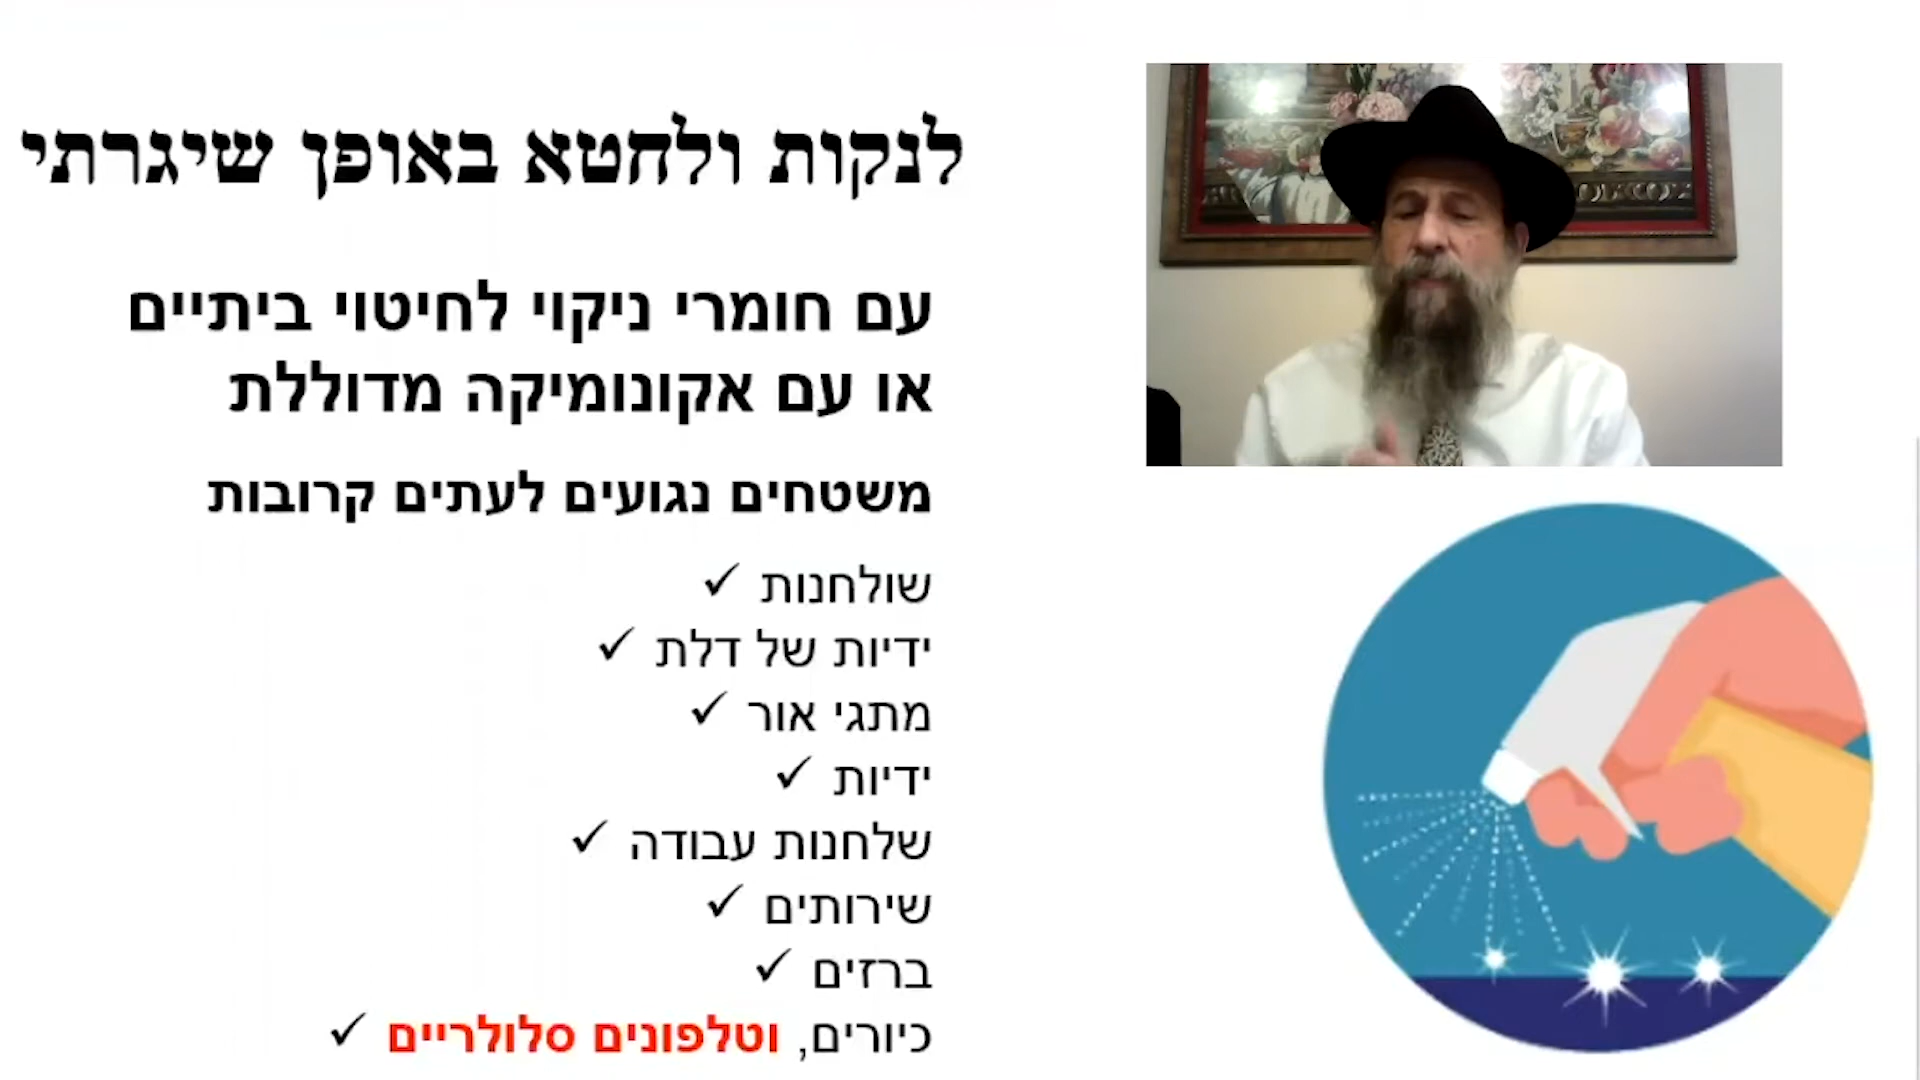 לנקות ולחטא באופן שיגרתי
עם חומרי ניקוי לחיטוי ביתיים
או עם אקונומיקה מדוללת
משטחים נגועים לעתים קרובות
שולחנות ✓
ידיות של דלת ✓
מתגי אור ✓
ידיות ✓
שלחנות עבודה ✓
שירותים ✓
ברזים ✓
כיורים, וטלפונים סלולריים ✓